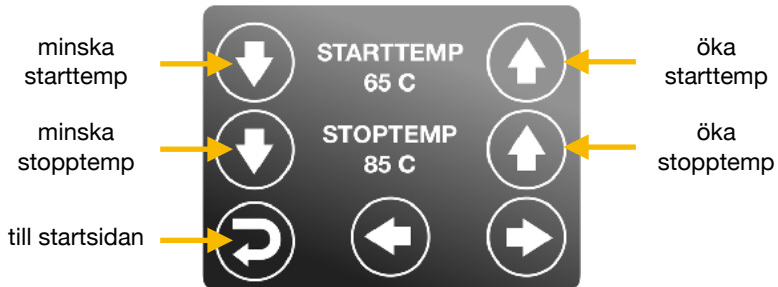 minska
starttemp
STARTTEMP
65 C
öka
starttemp
minska
stopptemp
STOPTEMP
85 C
öka
stopptemp
till startsidan